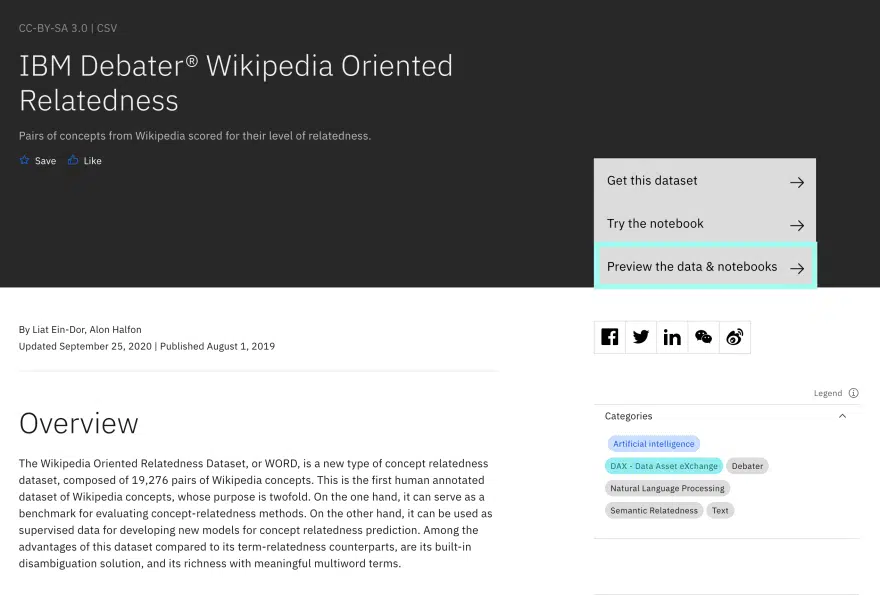 CC-BY-SA 3.0 | CSV
IBM Debater® Wikipedia Oriented
Relatedness
Pairs of concepts from Wikipedia scored for their level of relatedness.
Save Like
Get this dataset
Try the notebook
Preview the data & notebooks
By Liat Ein-Dor, Alon Halfon
Updated September 25, 2020 | Published August 1, 2019
Overview
The Wikipedia Oriented Relatedness Dataset, or WORD, is a new type of concept relatedness
dataset, composed of 19,276 pairs of Wikipedia concepts. This is the first human annotated
dataset of Wikipedia concepts, whose purpose is twofold. On the one hand, it can serve as a
benchmark for evaluating concept-relatedness methods. On the other hand, it can be used as
supervised data for developing new models for concept relatedness prediction. Among the
advantages of this dataset compared to its term-relatedness counterparts, are its built-in
disambiguation solution, and its richness with meaningful multiword terms.
Legend
Categories
Artificial intelligence
DAX - Data Asset eXchange Debater
Natural Language Processing
Semantic Relatedness Text